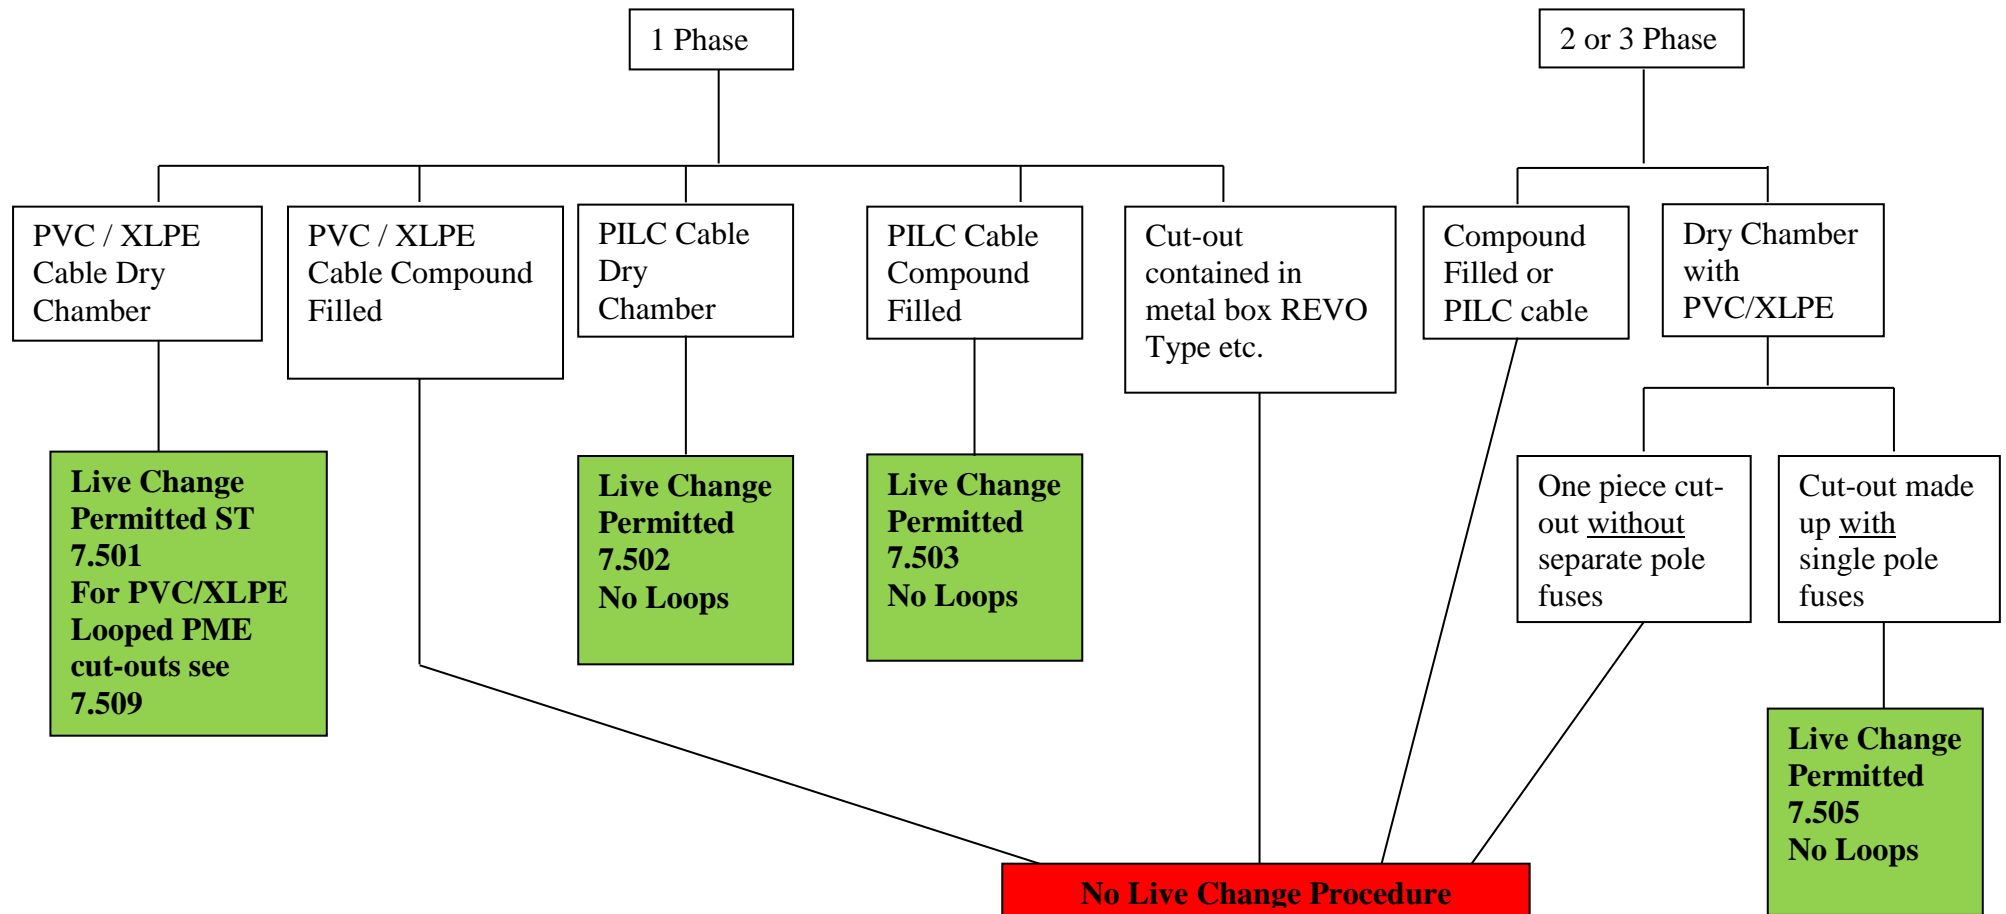 1 Phase
2 or 3 Phase
PVC / XLPE
Cable Dry
Chamber
PVC / XLPE
Cable Compound
Filled
PILC Cable
Dry
Chamber
PILC Cable
Compound
Filled
Cut-out
contained in
metal box REVO
Type etc.
Compound
Filled or
PILC cable
Dry Chamber
with
PVC/XLPE
Live Change
Permitted ST
7.501
For PVC/XLPE
Looped PME
cut-outs see
7.509
Live Change
Permitted
7.502
No Loops
Live Change
Permitted
7.503
No Loops
One piece cut-
out without
separate pole
fuses
Cut-out made
up with
single pole
fuses
Live Change
Permitted
7.505
No Loops
No Live Change Procedure